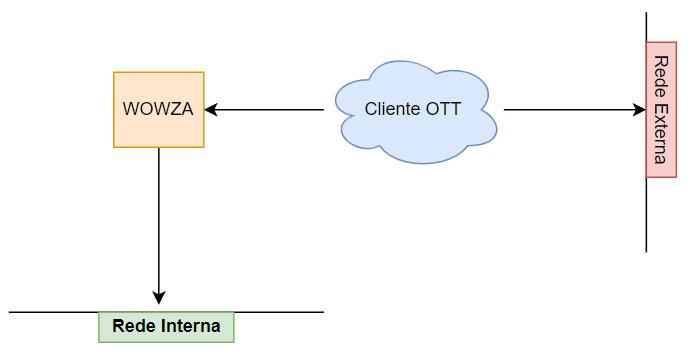 WOWZA
Cliente OTT
Rede Externa
Rede Interna